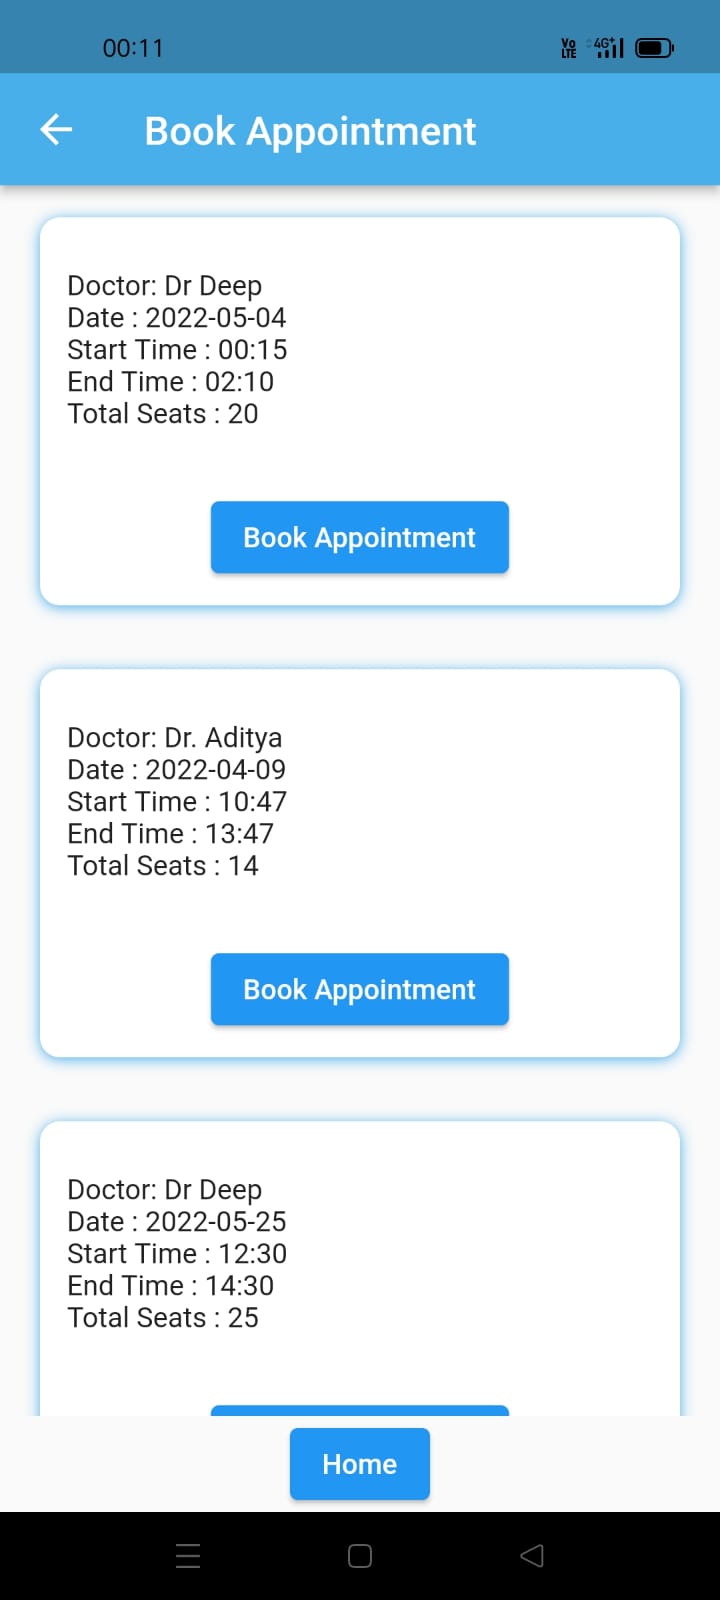 00:11
Vo LTE 4G+
Book Appointment
Doctor: Dr Deep
Date : 2022-05-04
Start Time : 00:15
End Time : 02:10
Total Seats : 20
Book Appointment
Doctor: Dr. Aditya
Date : 2022-04-09
Start Time : 10:47
End Time : 13:47
Total Seats : 14
Book Appointment
Doctor: Dr Deep
Date : 2022-05-25
Start Time : 12:30
End Time : 14:30
Total Seats : 25
Home